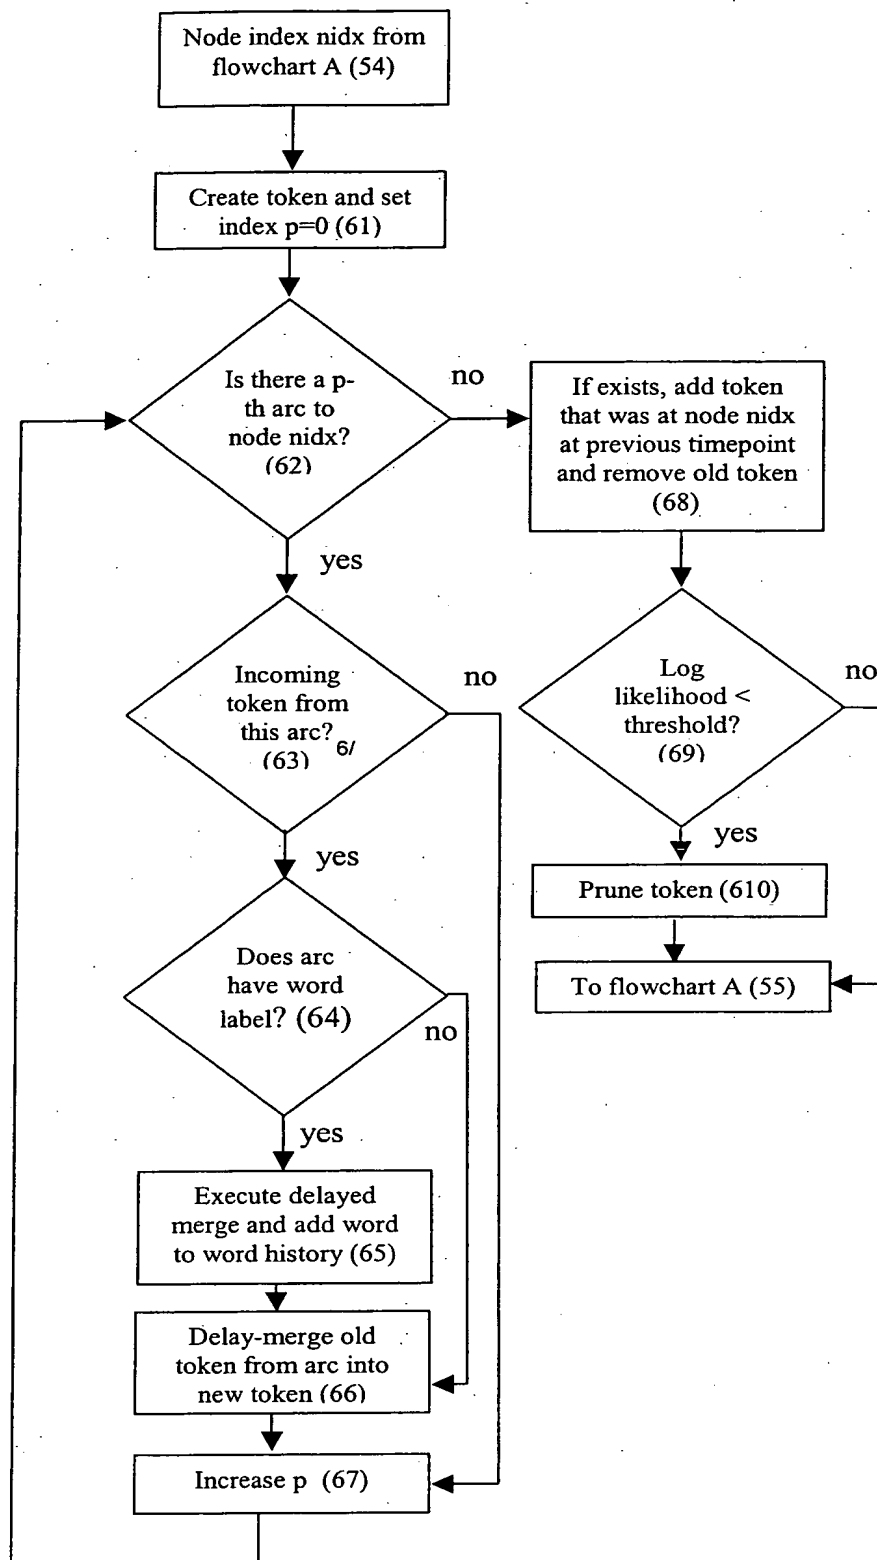 Node index nidx from
flowchart A (54)
Create token and set
index p=0 (61)
Is there a p-
th arc to
node nidx?
(62)
no
yes
If exists, add token
that was at node nidx
at previous timepoint
and remove old token
(68)
Incoming
token from
this arc?
(63)
6/
no
yes
Log
likelihood <
threshold?
(69)
no
yes
Prune token (610)
To flowchart A (55)
Does arc
have word
label? (64)
no
yes
Execute delayed
merge and add word
to word history (65)
Delay-merge old
token from arc into
new token (66)
Increase p (67)